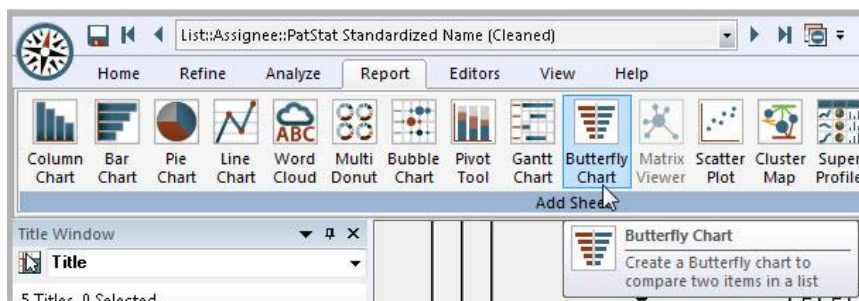 List::Assignee::PatStat Standardized Name (Cleaned)
Home Refine Analyze Report Editors View Help
ABC
Column Bar Pie Line Word Multi Bubble Pivot Gantt Butterfly Matrix Scatter Cluster Super
Chart Chart Chart Chart Cloud Donut Chart Tool Chart Chart Viewer Plot Map Profile
Add Sheet
Title Window
Title
5 Titles, 0 Selected
Butterfly Chart
Create a Butterfly chart to
compare two items in a list